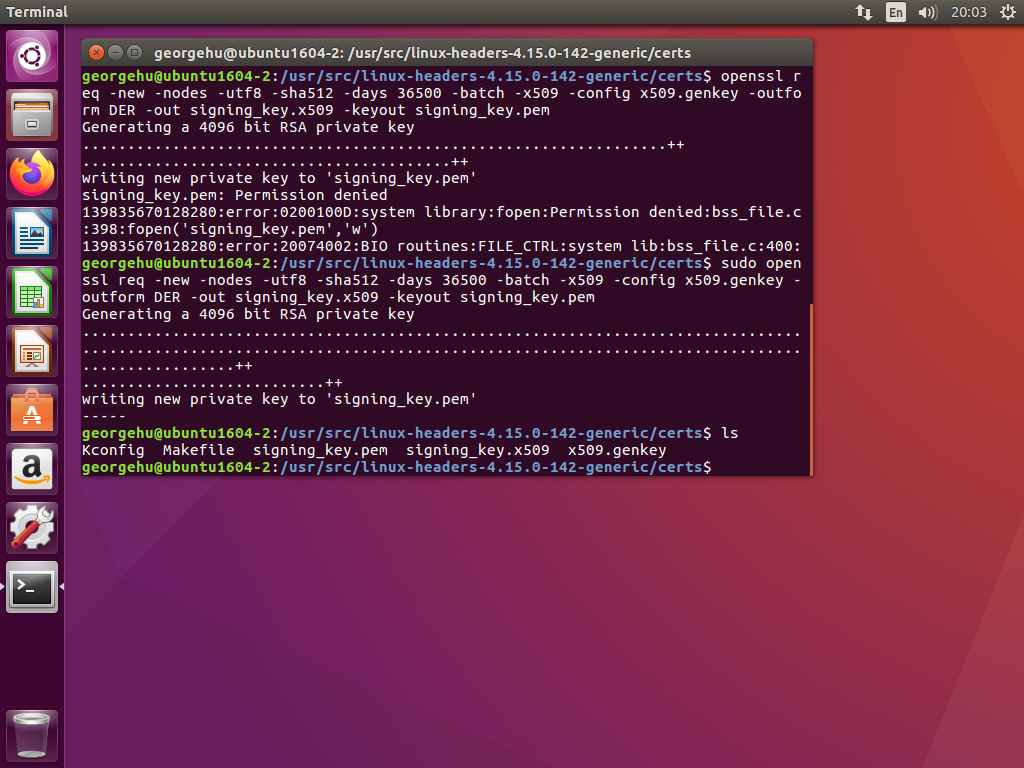 Terminal
En
20:03
georgehu@ubuntu1604-2: /usr/src/linux-headers-4.15.0-142-generic/certs
georgehu@ubuntu1604-2:/usr/src/linux-headers-4.15.0-142-generic/certs$ openssl r
eq -new -nodes -utf8 -sha512 -days 36500 -batch -x509 -config x509.genkey -outfo
rm DER -out signing_key.x509 -keyout signing_key.pem
Generating a 4096 bit RSA private key
.................................................................++
.........................................++
writing new private key to 'signing_key.pem'
signing_key.pem: Permission denied
139835670128280:error:0200100D:system library:fopen:Permission denied:bss_file.c
:398:fopen('signing_key.pem','w')
139835670128280:error:20074002:BIO routines:FILE_CTRL:system lib:bss_file.c:400:
georgehu@ubuntu1604-2:/usr/src/linux-headers-4.15.0-142-generic/certs$ sudo open
ssl req -new -nodes -utf8 -sha512 -days 36500 -batch -x509 -config x509.genkey -
outform DER -out signing_key.x509 -keyout signing_key.pem
Generating a 4096 bit RSA private key
................................................................................
................................................................................
.................++
...........................++
writing new private key to 'signing_key.pem'
-----
georgehu@ubuntu1604-2:/usr/src/linux-headers-4.15.0-142-generic/certs$ ls
Kconfig  Makefile  signing_key.pem  signing_key.x509  x509.genkey
georgehu@ubuntu1604-2:/usr/src/linux-headers-4.15.0-142-generic/certs$